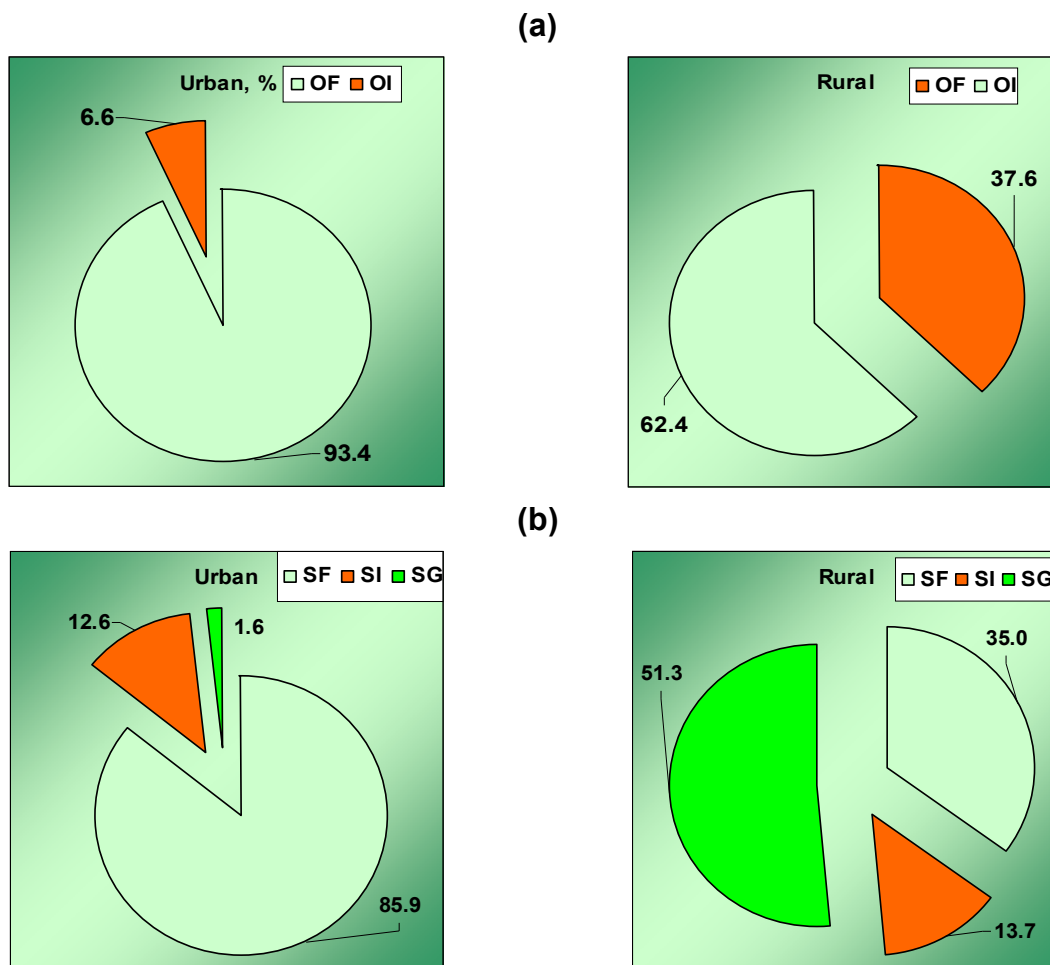 (a)
Urban, % OF OI
6.6
93.4
Rural OF OI
37.6
62.4
(b)
Urban SF SI SG
12.6
1.6
85.9
Rural SF SI SG
35.0
51.3
13.7